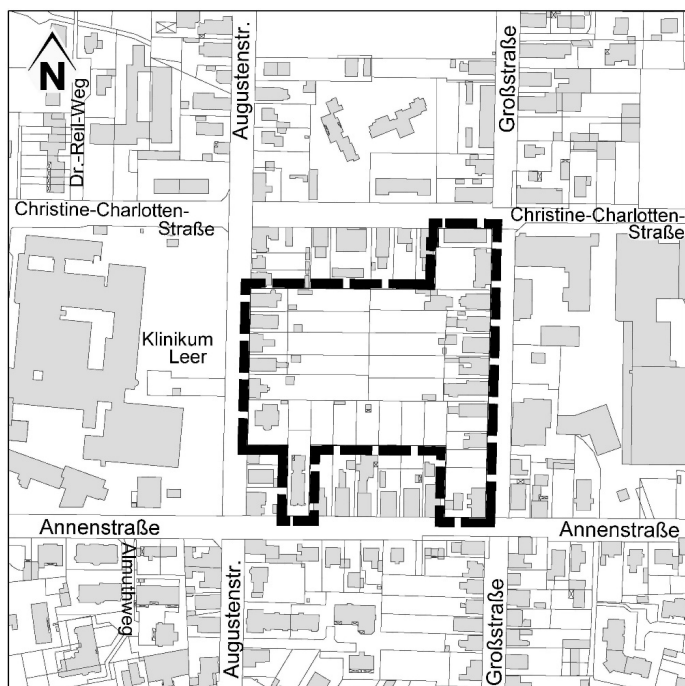 N
Dr.-Reil-Weg
Augustenstr.
Großstraße
Christine-Charlotten-
Straße
Christine-Charlotten-
Straße
Klinikum
Leer
Annenstraße
Annenstraße
Almuthweg
Augustenstr.
Großstraße